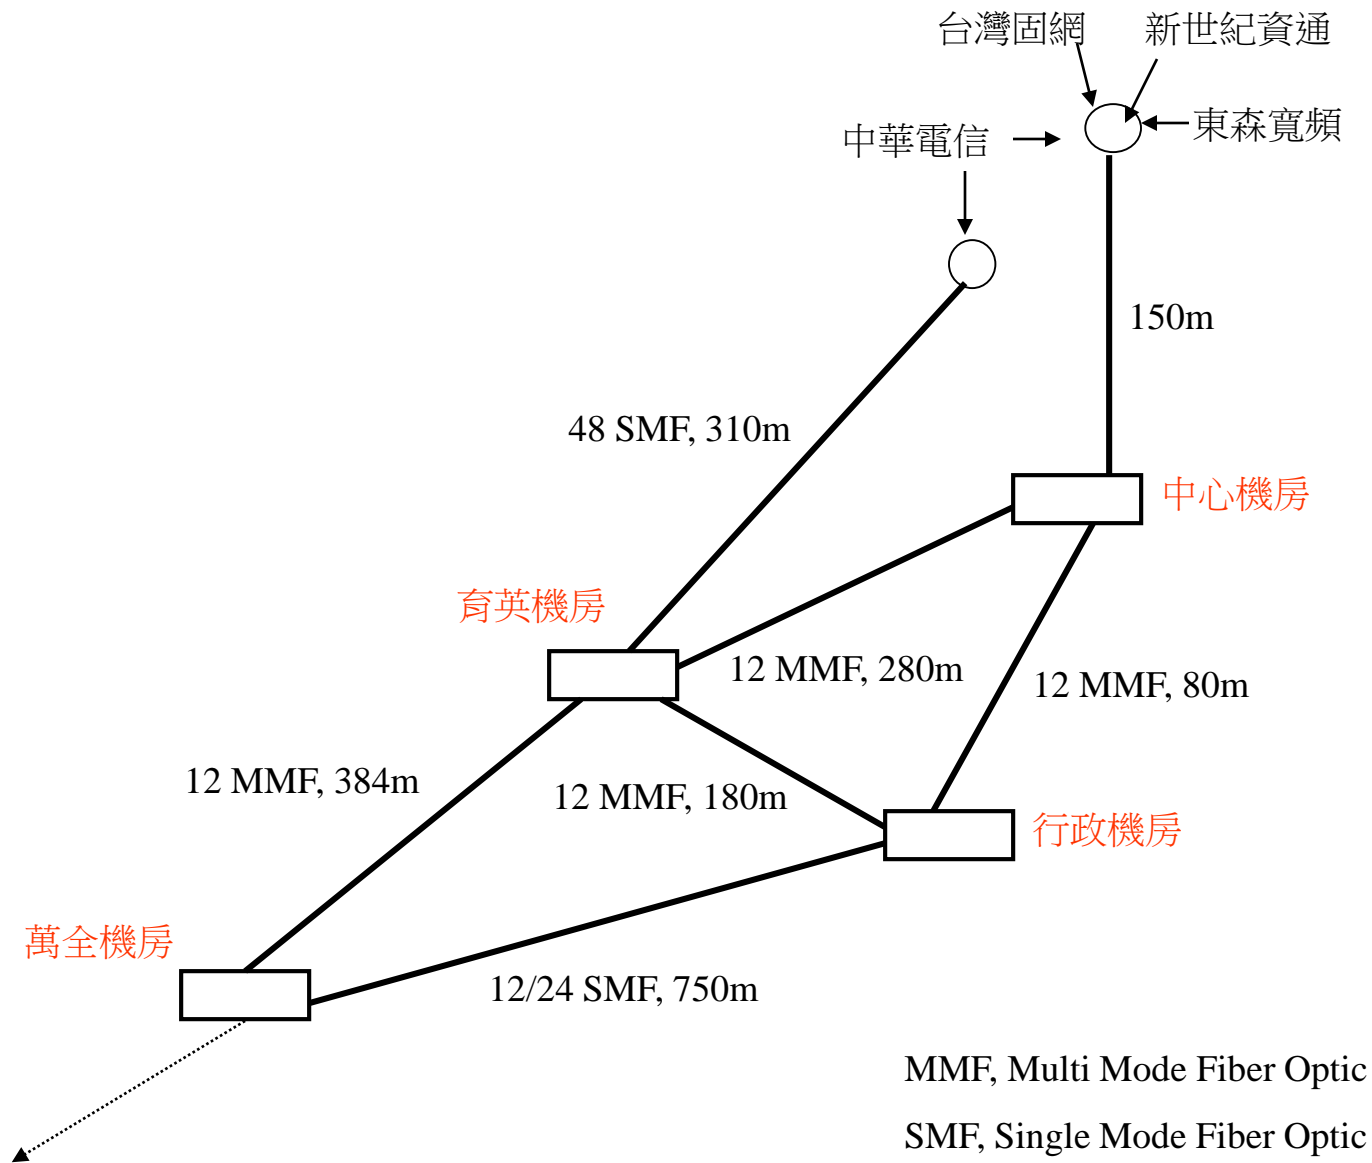 台灣固網
新世紀資通
中華電信
東森寬頻
150m
48 SMF, 310m
中心機房
育英機房
12 MMF, 280m
12 MMF, 80m
12 MMF, 384m
12 MMF, 180m
行政機房
萬全機房
12/24 SMF, 750m
MMF, Multi Mode Fiber Optic
SMF, Single Mode Fiber Optic